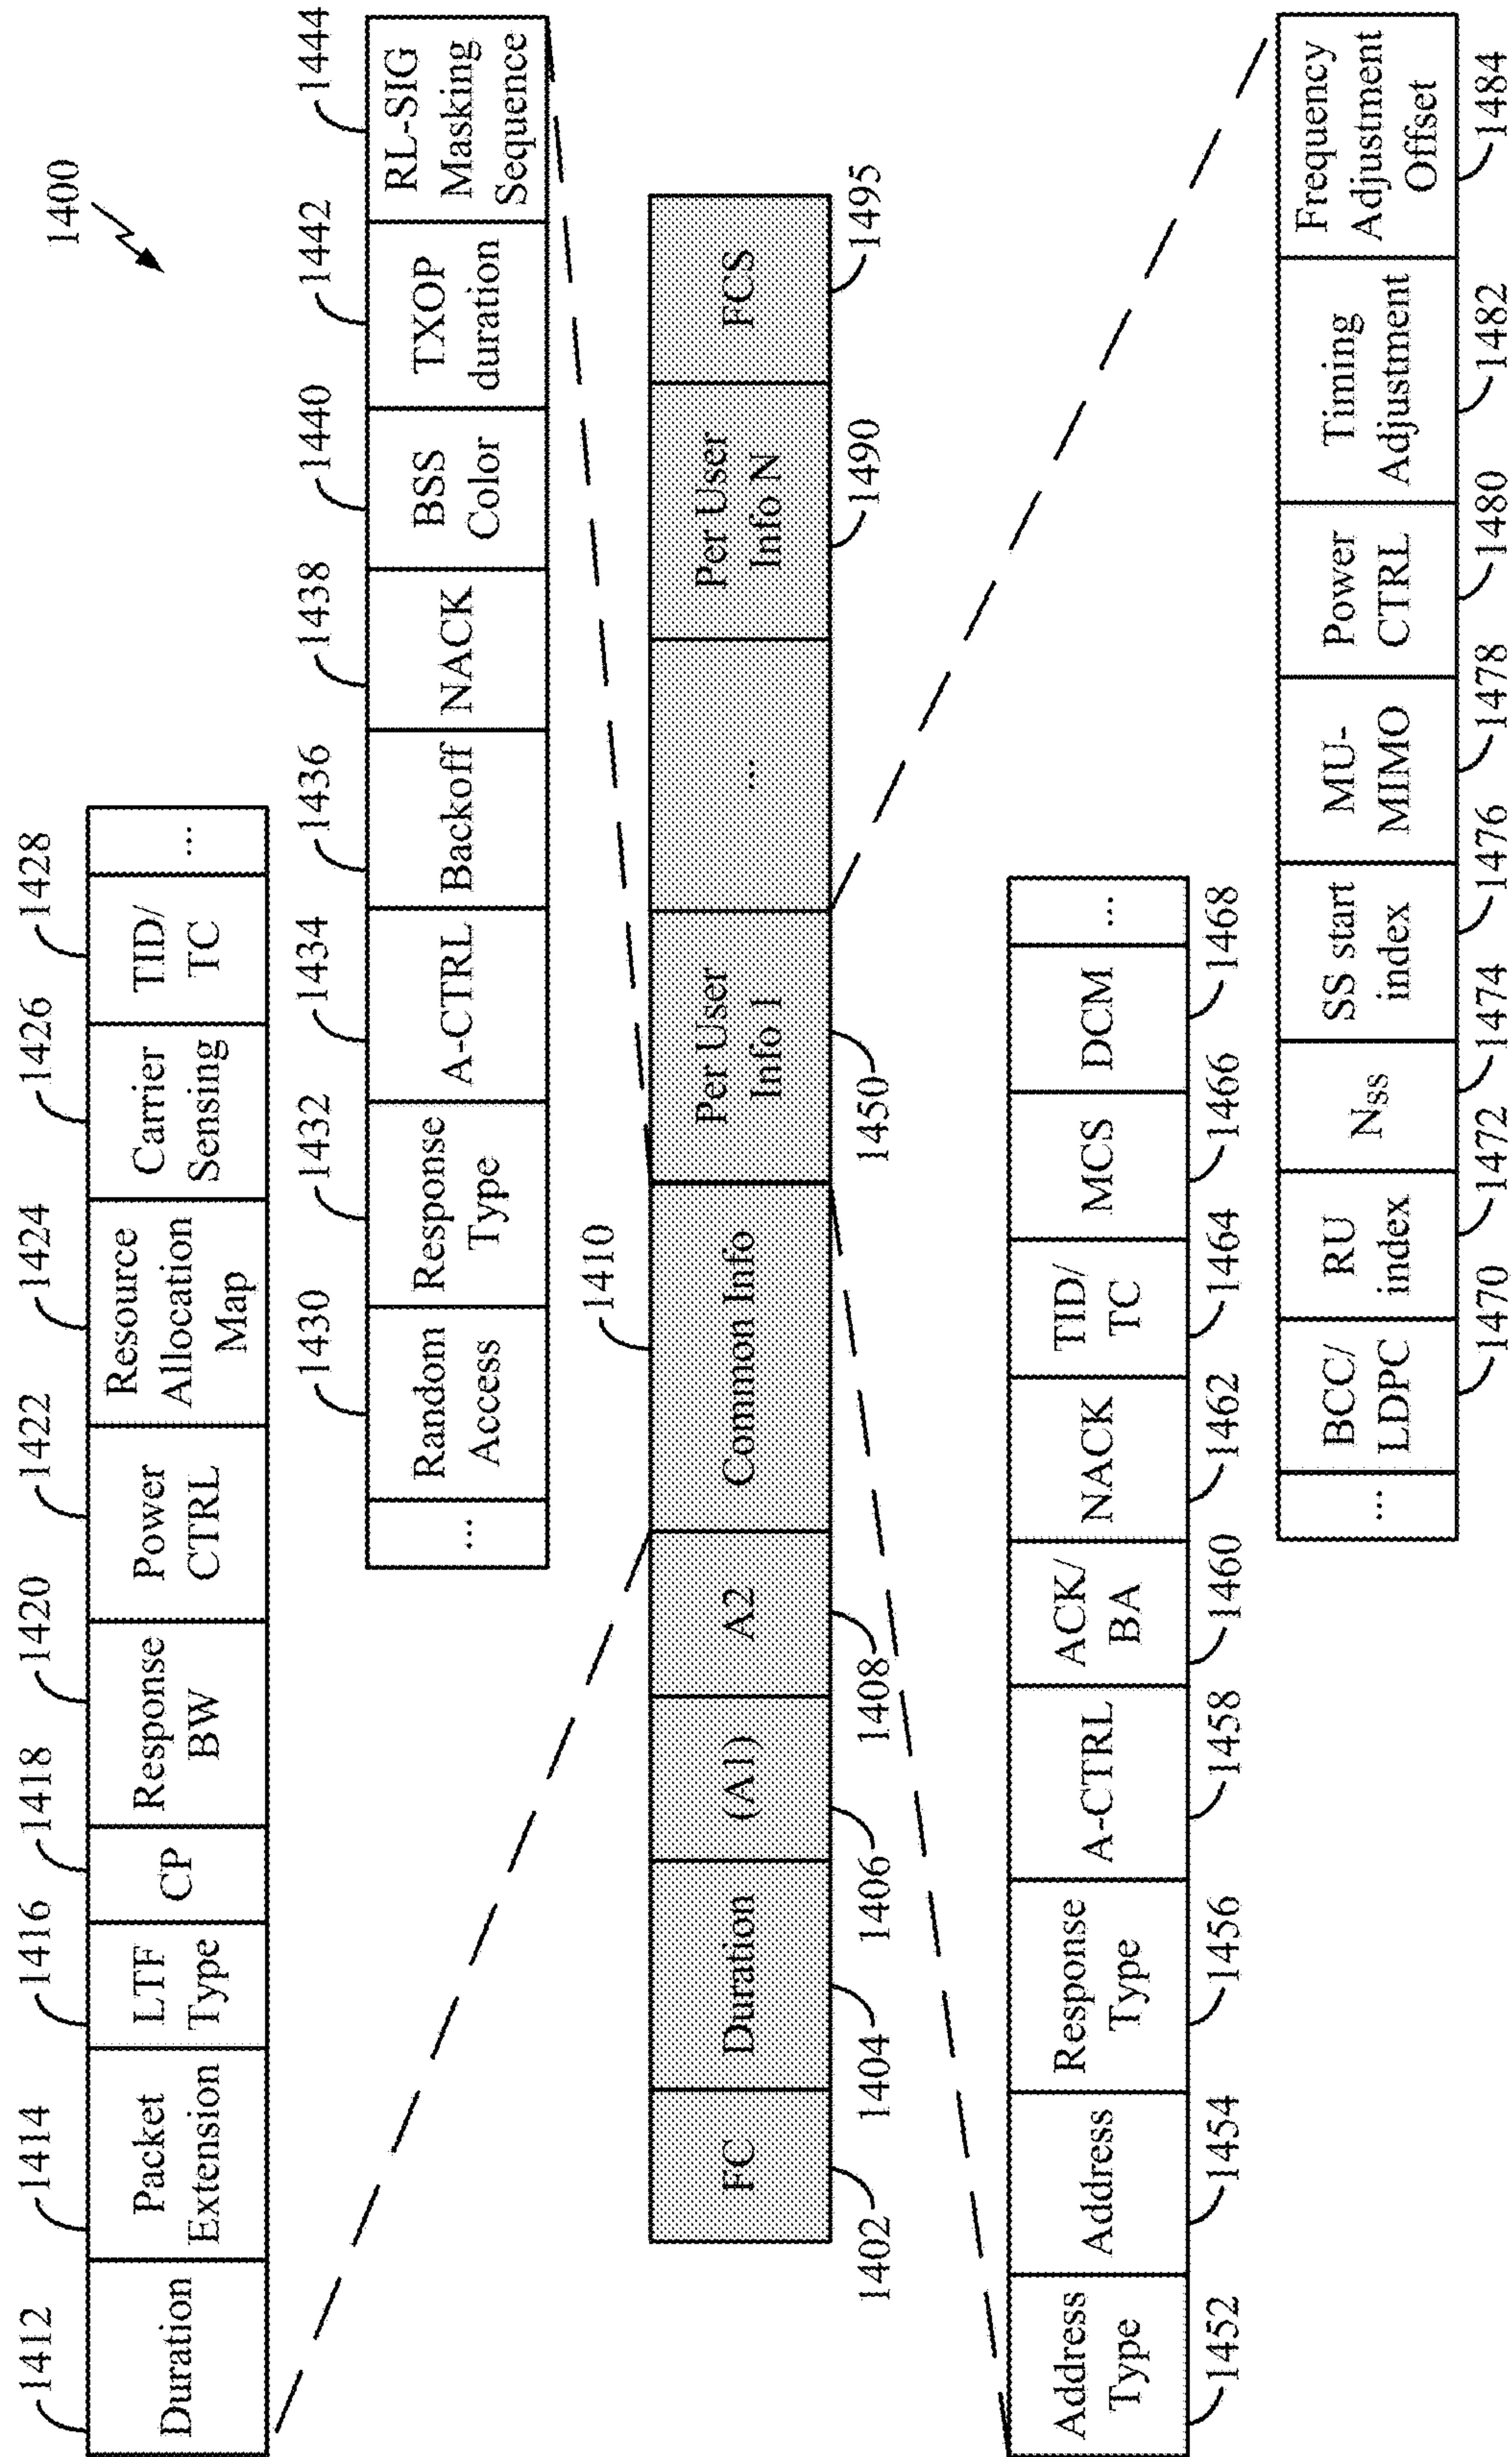 1400
1412
1414
1416
1418
1420
1422
1424
1426
1428
Duration
Packet
Extension
LTF
Type
CP
Response
BW
Power
CTRL
Resource
Allocation
Map
Carrier
Sensing
TID/
TC
...
1430
1432
1434
1436
1438
1440
1442
1444
...
Random
Access
Response
Type
A-CTRL
Backoff
NACK
BSS
Color
TXOP
duration
RL-SIG
Masking
Sequence
1410
FC
Duration
(A1)
A2
Common Info
Per User
Info 1
...
Per User
Info N
FCS
1402
1404
1406
1408
1450
1490
1495
Address
Type
Address
Response
Type
A-CTRL
ACK/
BA
NACK
TID/
TC
MCS
DCM
...
1452
1454
1456
1458
1460
1462
1464
1466
1468
...
BCC/
LDPC
RU
index
Nss
SS start
index
MU-
MIMO
Power
CTRL
Timing
Adjustment
Frequency
Adjustment
Offset
1470
1472
1474
1476
1478
1480
1482
1484